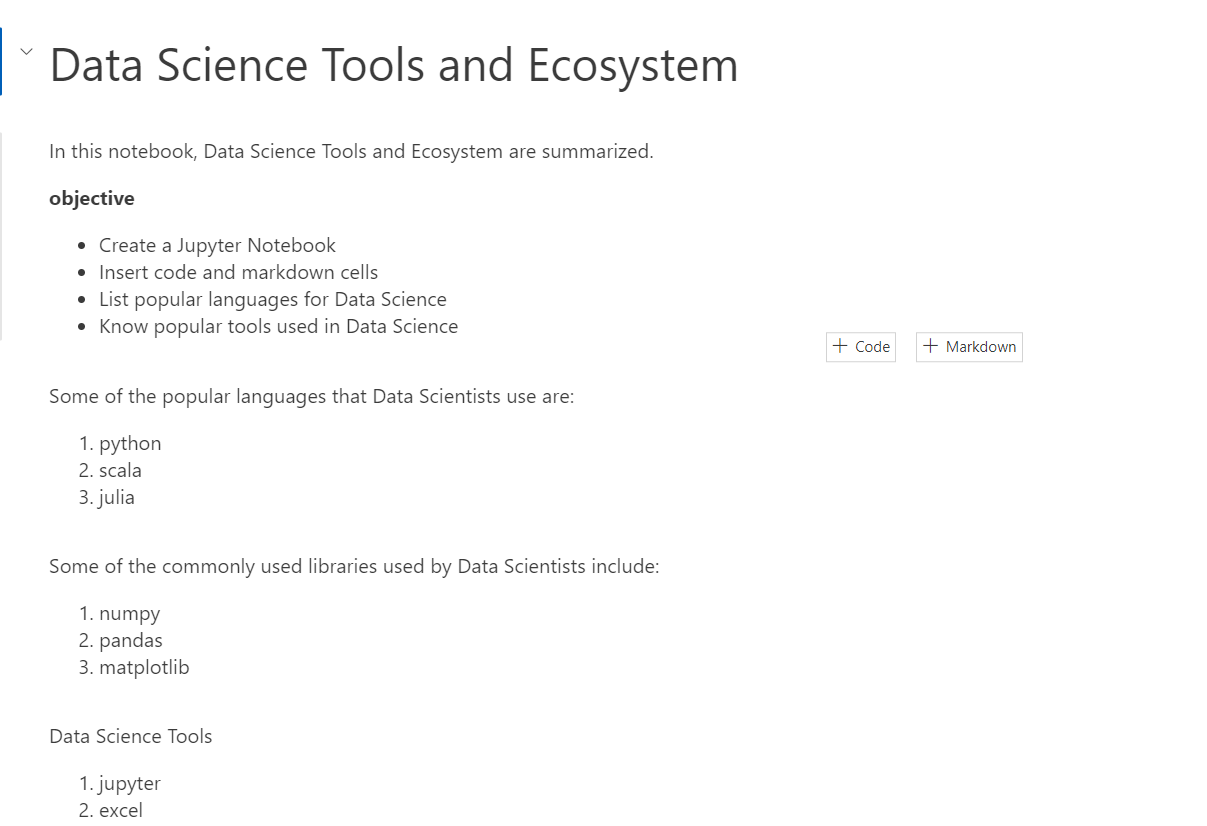 Data Science Tools and Ecosystem
In this notebook, Data Science Tools and Ecosystem are summarized.
objective
• Create a Jupyter Notebook
• Insert code and markdown cells
• List popular languages for Data Science
• Know popular tools used in Data Science
+ Code + Markdown
Some of the popular languages that Data Scientists use are:
1. python
2. scala
3. julia
Some of the commonly used libraries used by Data Scientists include:
1. numpy
2. pandas
3. matplotlib
Data Science Tools
1. jupyter
2. excel